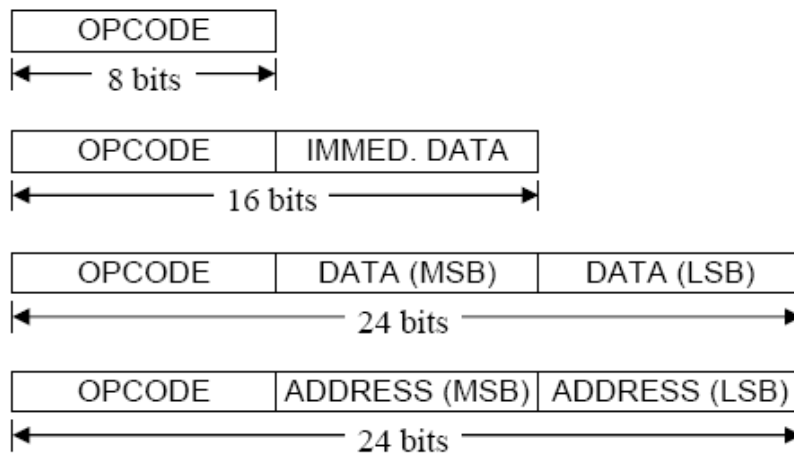 OPCODE
8 bits
OPCODE IMMED. DATA
16 bits
OPCODE DATA (MSB) DATA (LSB)
24 bits
OPCODE ADDRESS (MSB) ADDRESS (LSB)
24 bits